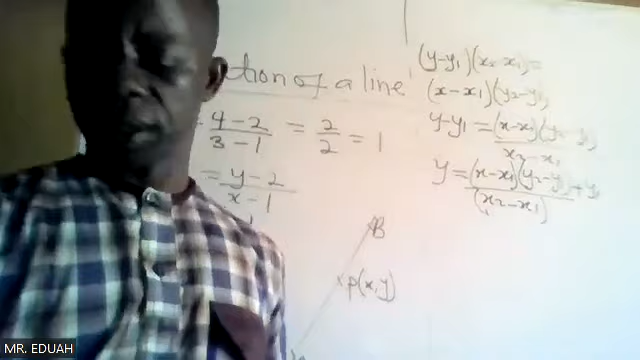 tion of a line
(y-y₁)(x₂-x₁)=
(x-x₁)(y₂-y₁)
= 4-2/3-1 = 2/2 = 1
y-y₁ = (x-x₁)(y₂-y₁)/x₂-x₁
= y-2/x-1
y = (x-x₁)(y₂-y₁)/(x₂-x₁) + y₁
B
P(x,y)
MR. EDUAH